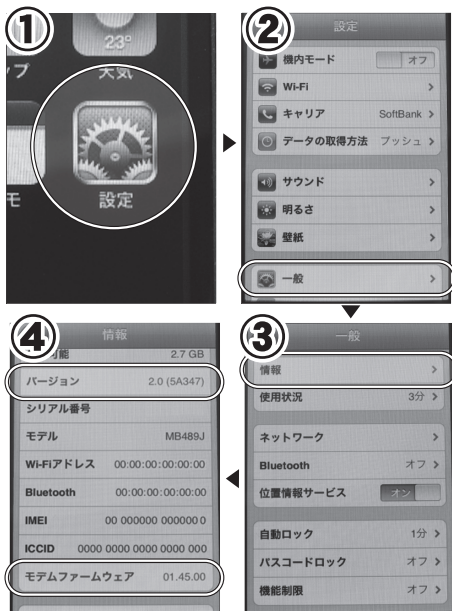 ①
23°
ップ
天気
モ
設定
②
設定
機内モード オフ
Wi-Fi
キャリア SoftBank
データの取得方法 プッシュ
サウンド
明るさ
壁紙
一般
③
一般
情報
使用状況 3分
ネットワーク
Bluetooth オフ
位置情報サービス オン
自動ロック 1分
パスコードロック オフ
機能制限 オフ
④
情報
可能 2.7 GB
バージョン 2.0 (5A347)
シリアル番号
モデル MB489J
Wi-Fiアドレス 00:00:00:00:00:00
Bluetooth 00:00:00:00:00:00
IMEI 00 000000 000000 0
ICCID 0000 0000 0000 0000 000
モデムファームウェア 01.45.00